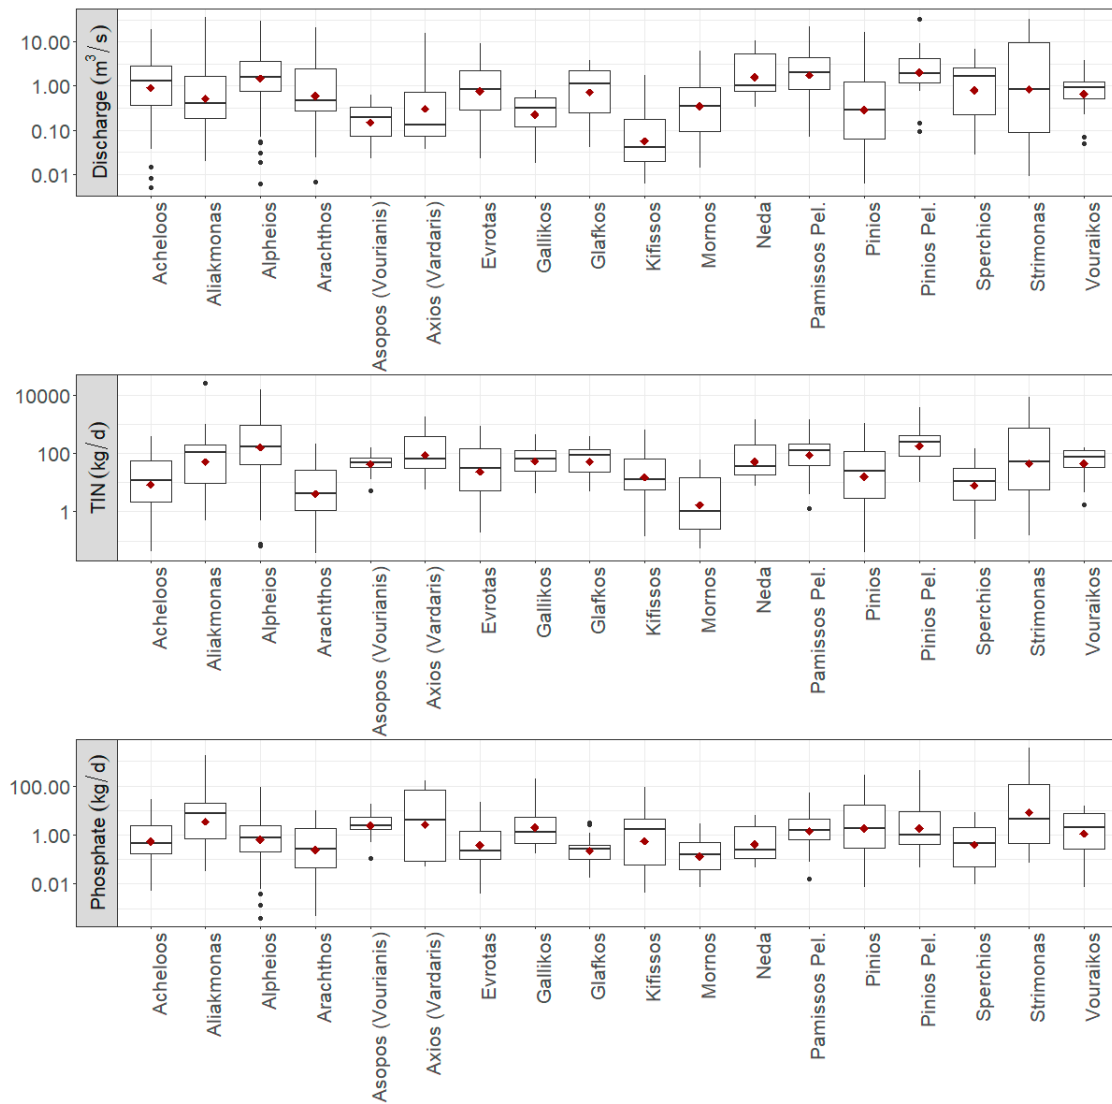 Discharge (m³/s)
10.00
1.00
0.10
0.01
Acheloos
Aliakmonas
Alpheios
Arachthos
Asopos (Vourianis)
Axios (Vardaris)
Evrotas
Gallikos
Glafkos
Kifissos
Mornos
Neda
Pamissos Pel.
Pinios
Pinios Pel.
Sperchios
Strimonas
Vouraikos
TIN (kg/d)
10000
100
1
Acheloos
Aliakmonas
Alpheios
Arachthos
Asopos (Vourianis)
Axios (Vardaris)
Evrotas
Gallikos
Glafkos
Kifissos
Mornos
Neda
Pamissos Pel.
Pinios
Pinios Pel.
Sperchios
Strimonas
Vouraikos
Phosphate (kg/d)
100.00
1.00
0.01
Acheloos
Aliakmonas
Alpheios
Arachthos
Asopos (Vourianis)
Axios (Vardaris)
Evrotas
Gallikos
Glafkos
Kifissos
Mornos
Neda
Pamissos Pel.
Pinios
Pinios Pel.
Sperchios
Strimonas
Vouraikos